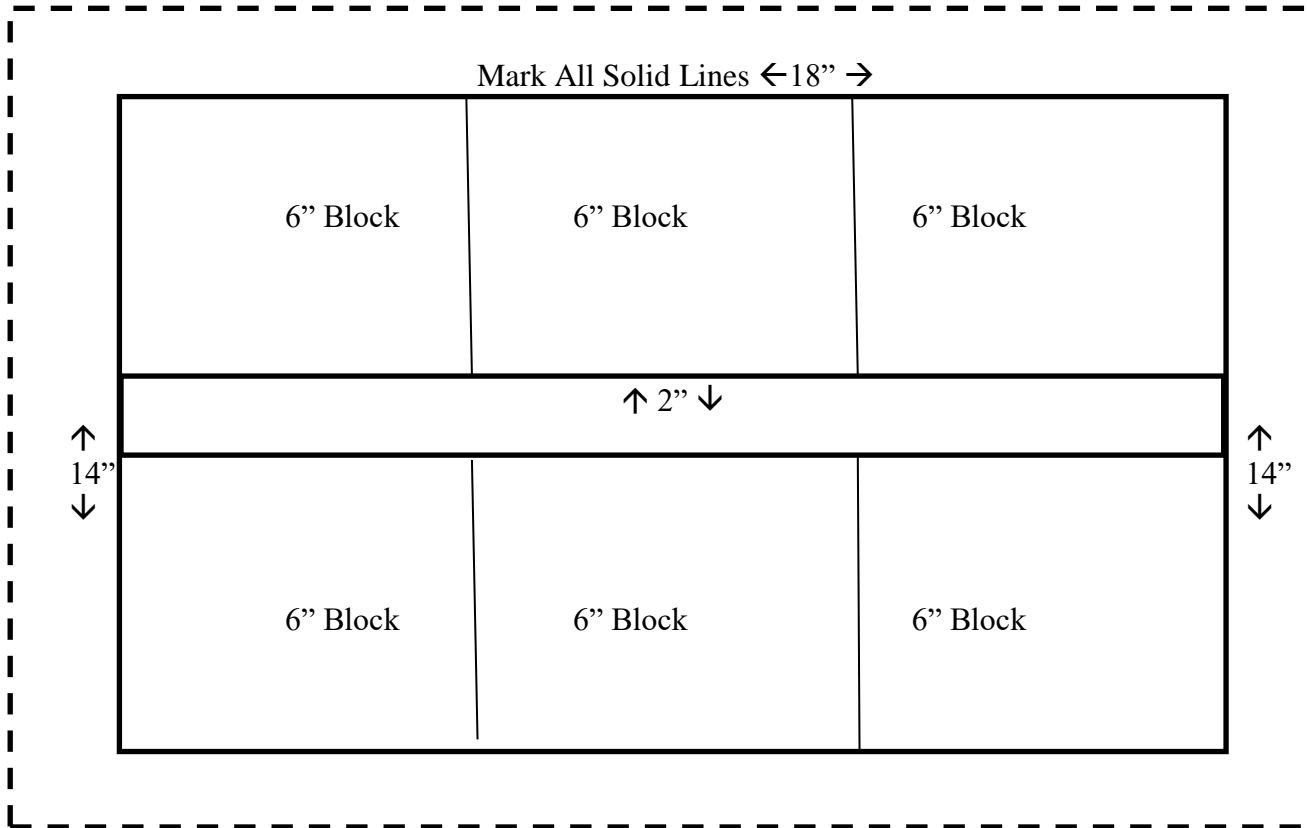 Mark All Solid Lines ←18” →
6” Block 6” Block 6” Block
↑ 2” ↓
↑ ↑
14” 14”
↓ ↓
6” Block 6” Block 6” Block